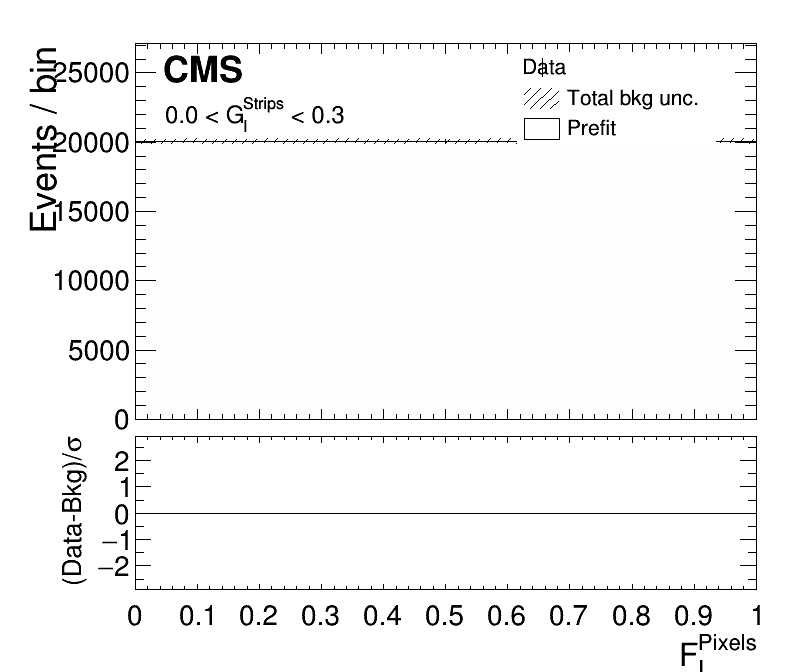 CMS
0.0 < G_I^Strips < 0.3
Data
Total bkg unc.
Prefit
Events / bin
25000
20000
15000
10000
5000
0
(Data-Bkg)/σ
2
1
0
−1
−2
0 0.1 0.2 0.3 0.4 0.5 0.6 0.7 0.8 0.9 1
F_I^Pixels